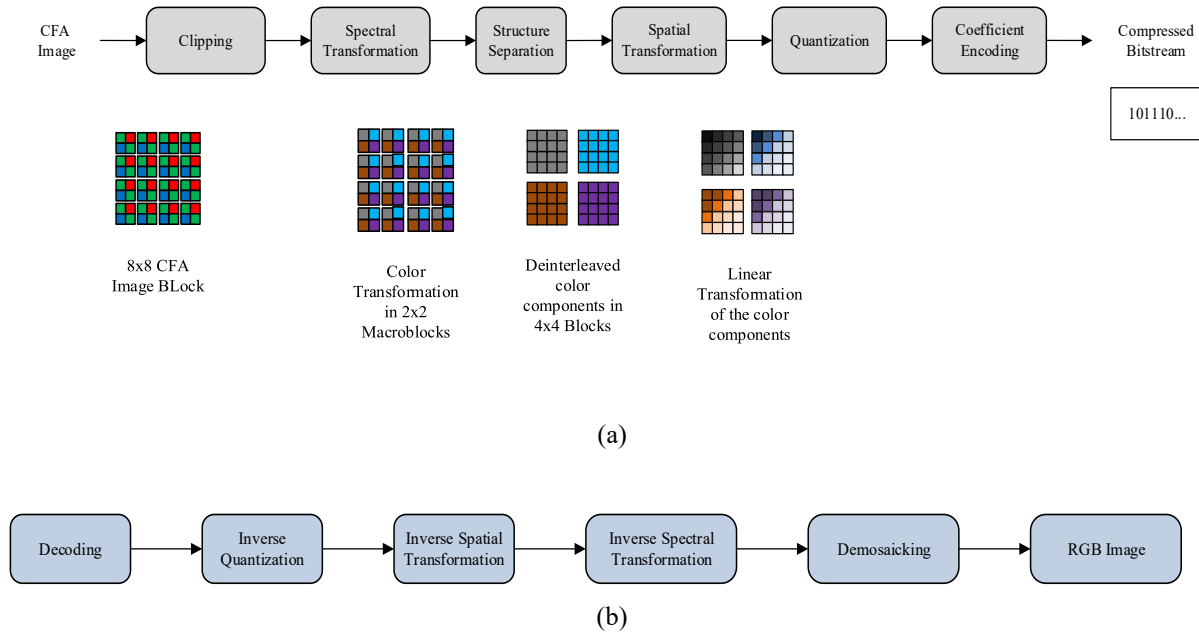 CFA
Image
Clipping
Spectral
Transformation
Structure
Separation
Spatial
Transformation
Quantization
Coefficient
Encoding
Compressed
Bitstream
101110...
8x8 CFA
Image BLock
Color
Transformation
in 2x2
Macroblocks
Deinterleaved
color
components in
4x4 Blocks
Linear
Transformation
of the color
components
(a)
Decoding
Inverse
Quantization
Inverse Spatial
Transformation
Inverse Spectral
Transformation
Demosaicking
RGB Image
(b)